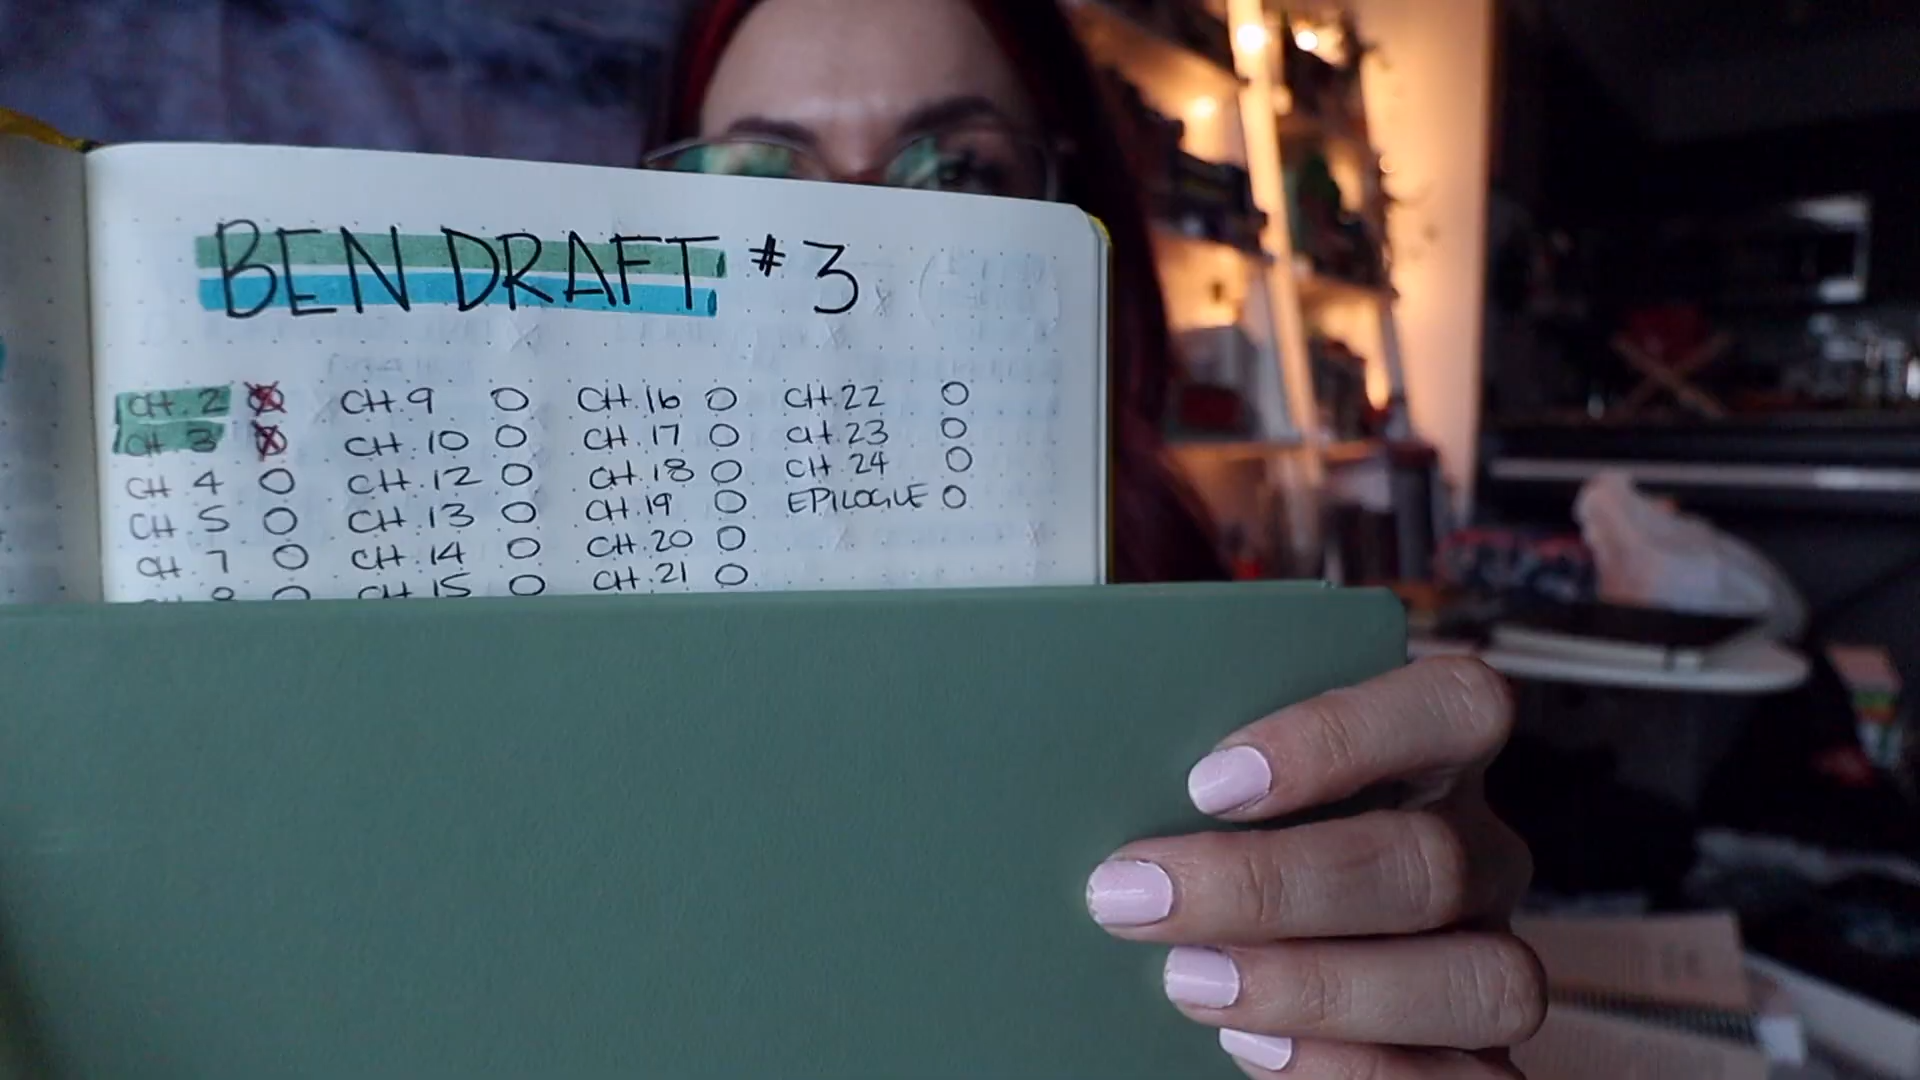 BEN DRAFT #3
CH. 2
CH. 3
CH. 4
CH. 5
CH. 7
CH. 9
CH. 10
CH. 12
CH. 13
CH. 14
CH. 15
CH. 16
CH. 17
CH. 18
CH. 19
CH. 20
CH. 21
CH. 22
CH. 23
CH. 24
EPILOGUE